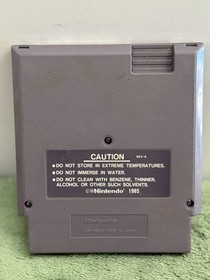 CAUTION
REV-A
•DO NOT STORE IN EXTREME TEMPERATURES.
•DO NOT IMMERSE IN WATER.
•DO NOT CLEAN WITH BENZENE, THINNER,
ALCOHOL OR OTHER SUCH SOLVENTS.
©®Nintendo® 1985